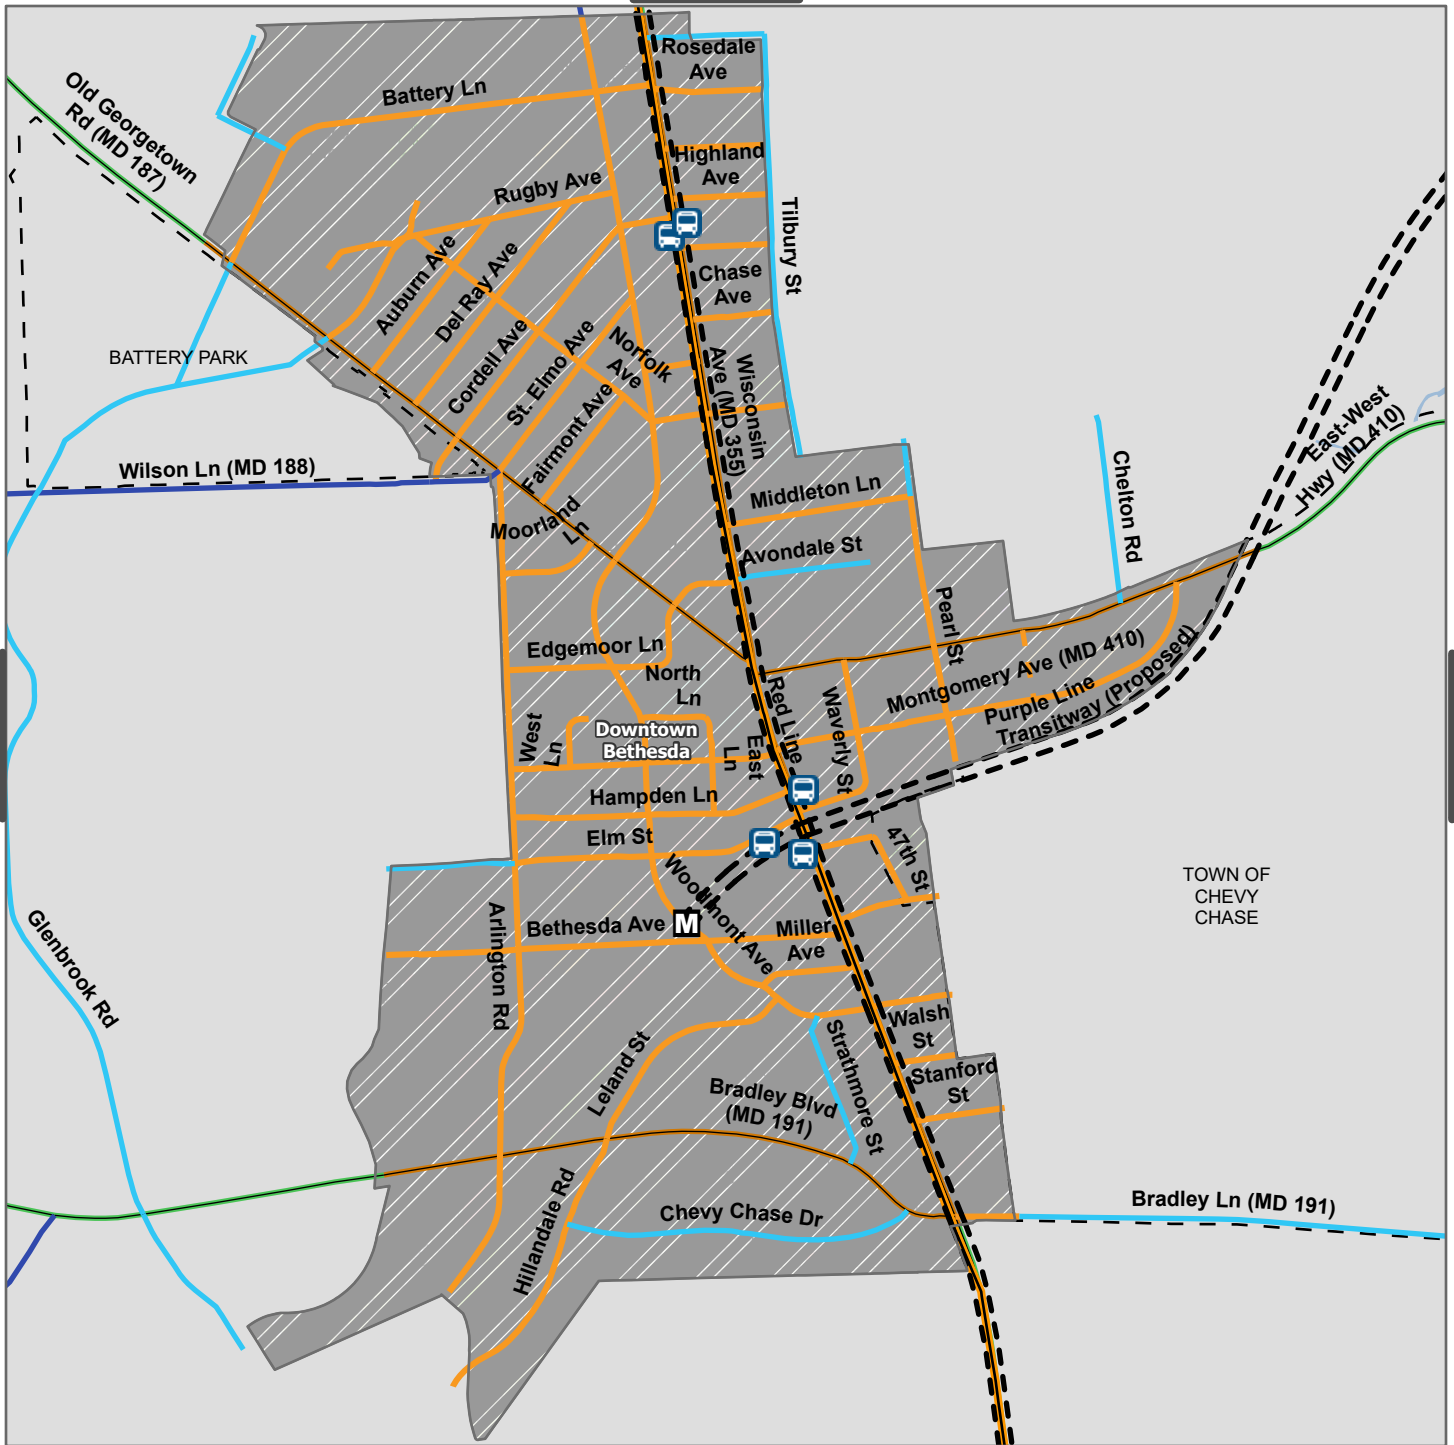 Rosedale
Ave
Old Georgetown
Rd (MD 187)
Battery Ln
Highland
Ave
Rugby Ave
Tilbury St
Auburn Ave
Del Ray Ave
Chase
Ave
Cordell Ave
St. Elmo Ave
Norfolk
Ave
BATTERY PARK
Wisconsin
Ave (MD 355)
Fairmont Ave
East-West
Hwy (MD 410)
Wilson Ln (MD 188)
Chelton Rd
Middleton Ln
Moorland
Ln
Avondale St
Pearl St
Edgemoor Ln
North
Ln
Montgomery Ave (MD 410)
Purple Line
Transitway (Proposed)
Red Line
Waverly St
West
Ln
Downtown
Bethesda
East
Ln
Hampden Ln
Elm St
47th St
Woodmont Ave
TOWN OF
CHEVY
CHASE
Arlington Rd
Bethesda Ave
M
Miller
Ave
Glenbrook Rd
Walsh
St
Strathmore St
Leland St
Stanford
St
Bradley Blvd
(MD 191)
Hillandale Rd
Chevy Chase Dr
Bradley Ln (MD 191)